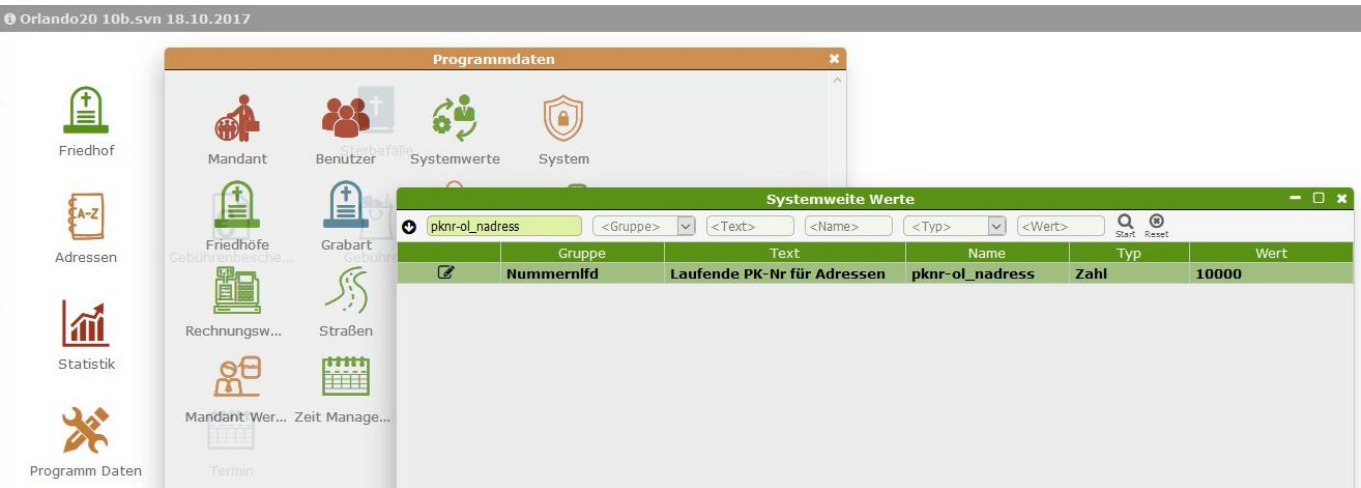 Orlando20 10b.svn 18.10.2017
Programmdaten
Friedhof
Mandant
Benutzer
Sterbefälle
Systemwerte
System
Systemweite Werte
pknr-ol_nadress <Gruppe> <Text> <Name> <Typ> <Wert> Start Reset
Gruppe Text Name Typ Wert
Nummernlfd Laufende PK-Nr für Adressen pknr-ol_nadress Zahl 10000
Adressen
Friedhöfe
Grabart
Gebührenbesche...
Gebühre
Rechnungsw...
Straßen
Statistik
Mandant Wer...
Zeit Manage...
Programm Daten
Termin